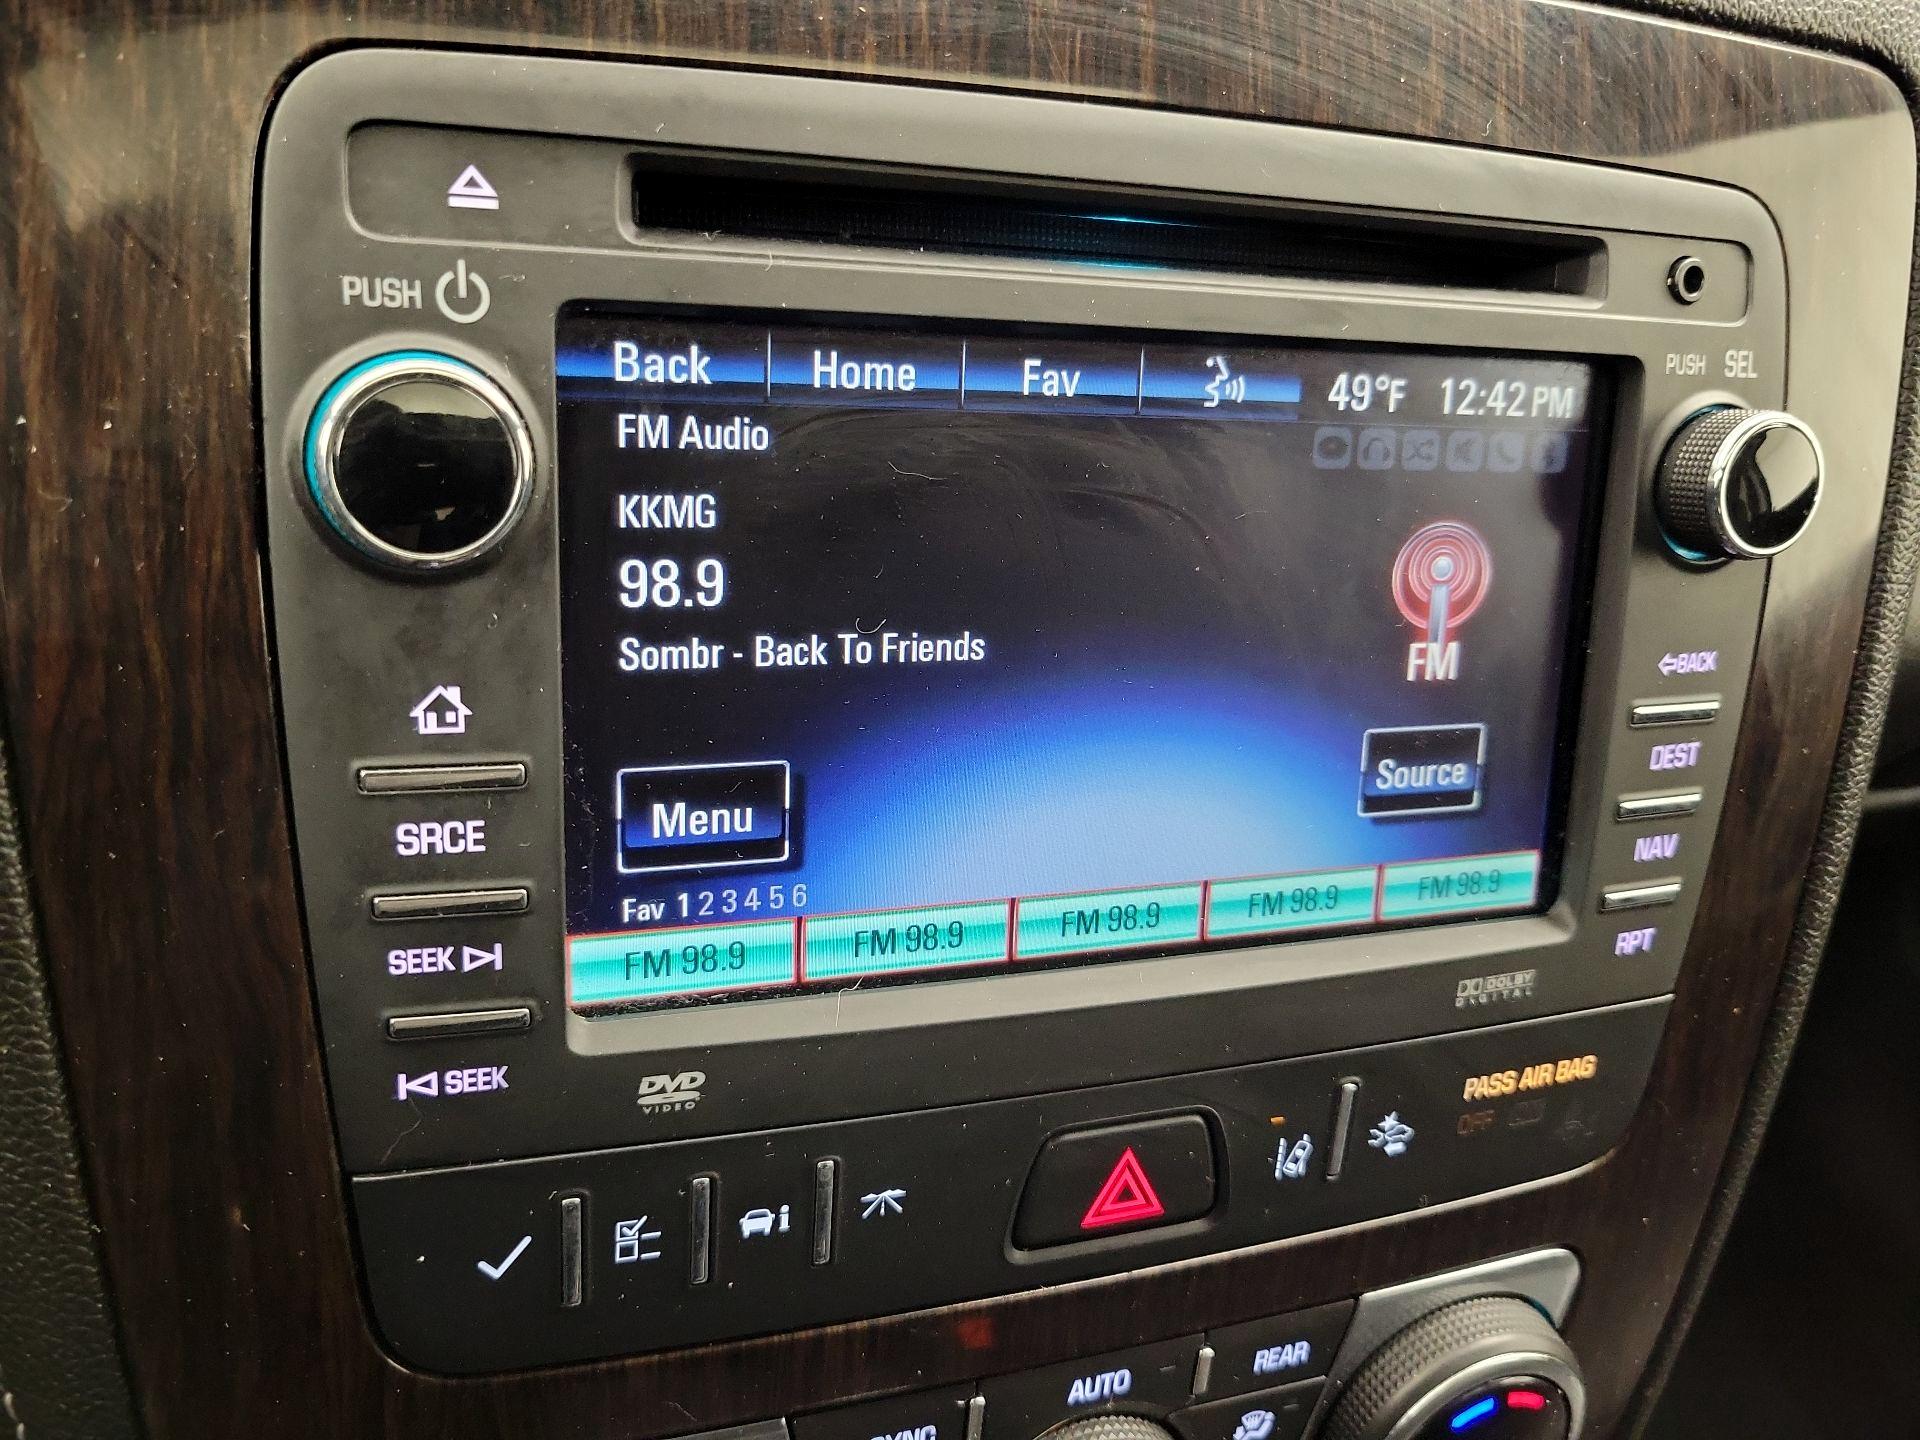 PUSH
PUSH SEL
Back Home Fav 49°F 12:42 PM
FM Audio
KKMG
98.9
Sombr - Back To Friends
FM
Menu
Source
Fav 1 2 3 4 5 6
FM 98.9 FM 98.9 FM 98.9 FM 98.9 FM 98.9
SRCE
SEEK
SEEK
BACK
DEST
NAV
RPT
DVD
VIDEO
DOLBY
DIGITAL
PASS AIR BAG
OFF
i
AUTO
REAR
SYNC